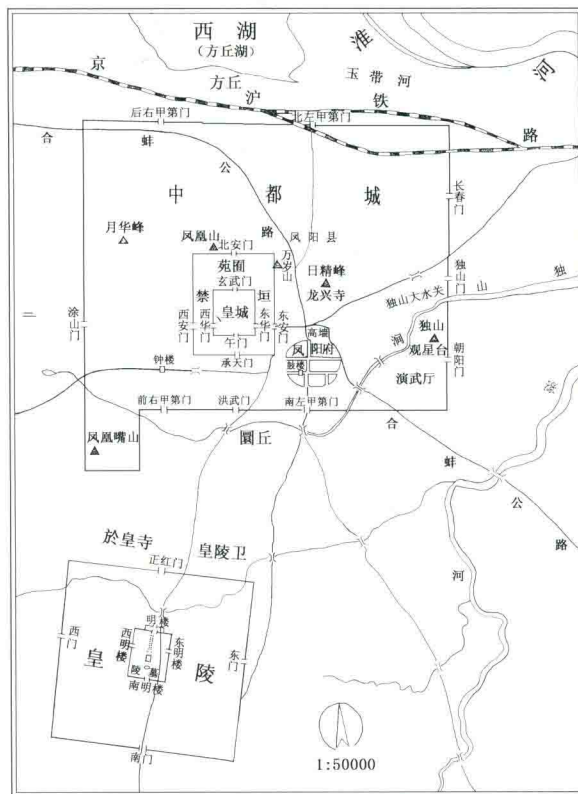 西湖
（方丘湖）
淮河
玉带河
方丘
京沪铁路
后右甲第门
北左甲第门
合蚌公路
中都城
长春门
月华峰
凤凰山
凤阳县
北安门
万岁山
苑囿
玄武门
日精峰
龙兴寺
独山门
独山大水关
独山
禁垣
皇城
涂山门
西安门
西华门
东华门
东安门
午门
承天门
高墙
凤阳府
鼓楼
涧
独山
观星台
朝阳门
演武厅
钟楼
前右甲第门
洪武门
南左甲第门
凤凰嘴山
圜丘
合蚌公路
濠河
於皇寺
皇陵卫
正红门
明楼
西门
西明楼
东明楼
东门
皇陵
陵墓
南明楼
南门
1:50000